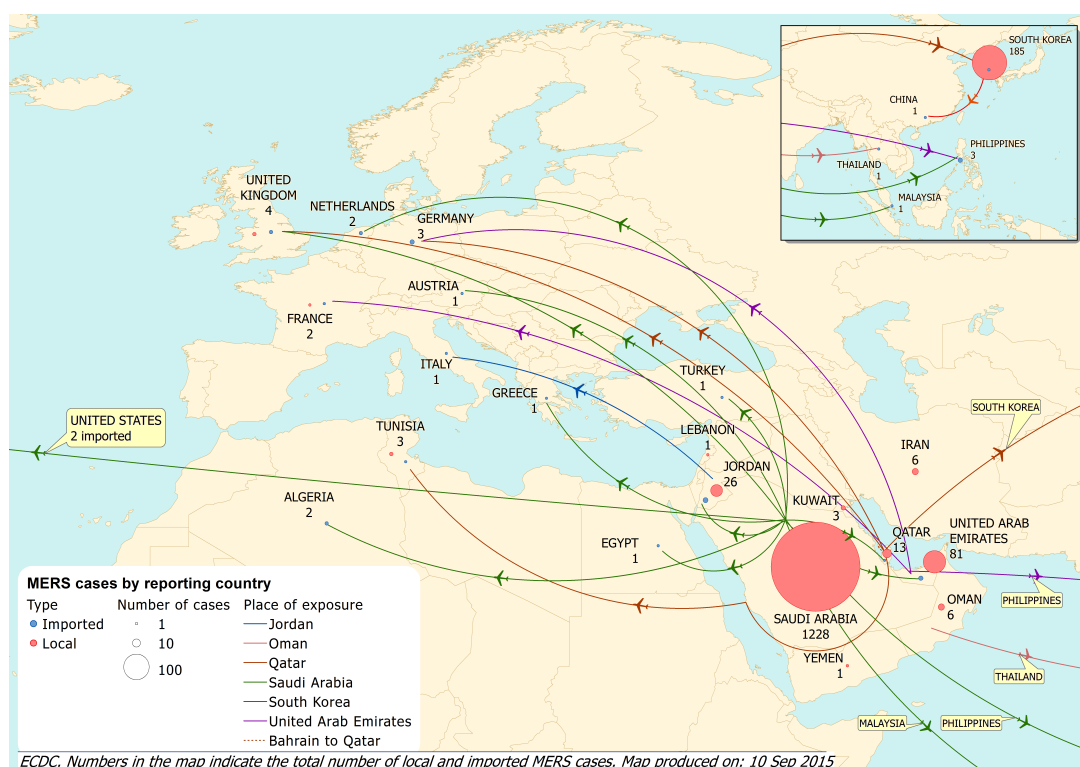 SOUTH KOREA
185
CHINA
1
PHILIPPINES
3
THAILAND
1
MALAYSIA
1
UNITED
KINGDOM
4
NETHERLANDS
2
GERMANY
3
AUSTRIA
1
FRANCE
2
ITALY
1
GREECE
1
TURKEY
1
UNITED STATES
2 imported
TUNISIA
3
LEBANON
1
JORDAN
26
SOUTH KOREA
IRAN
6
ALGERIA
2
KUWAIT
3
QATAR
13
UNITED ARAB
EMIRATES
81
EGYPT
1
PHILIPPINES
OMAN
6
SAUDI ARABIA
1228
YEMEN
1
THAILAND
MALAYSIA
PHILIPPINES
MERS cases by reporting country
Type
Imported
Local
Number of cases
1
10
100
Place of exposure
Jordan
Oman
Qatar
Saudi Arabia
South Korea
United Arab Emirates
Bahrain to Qatar
ECDC. Numbers in the map indicate the total number of local and imported MERS cases. Map produced on: 10 Sep 2015